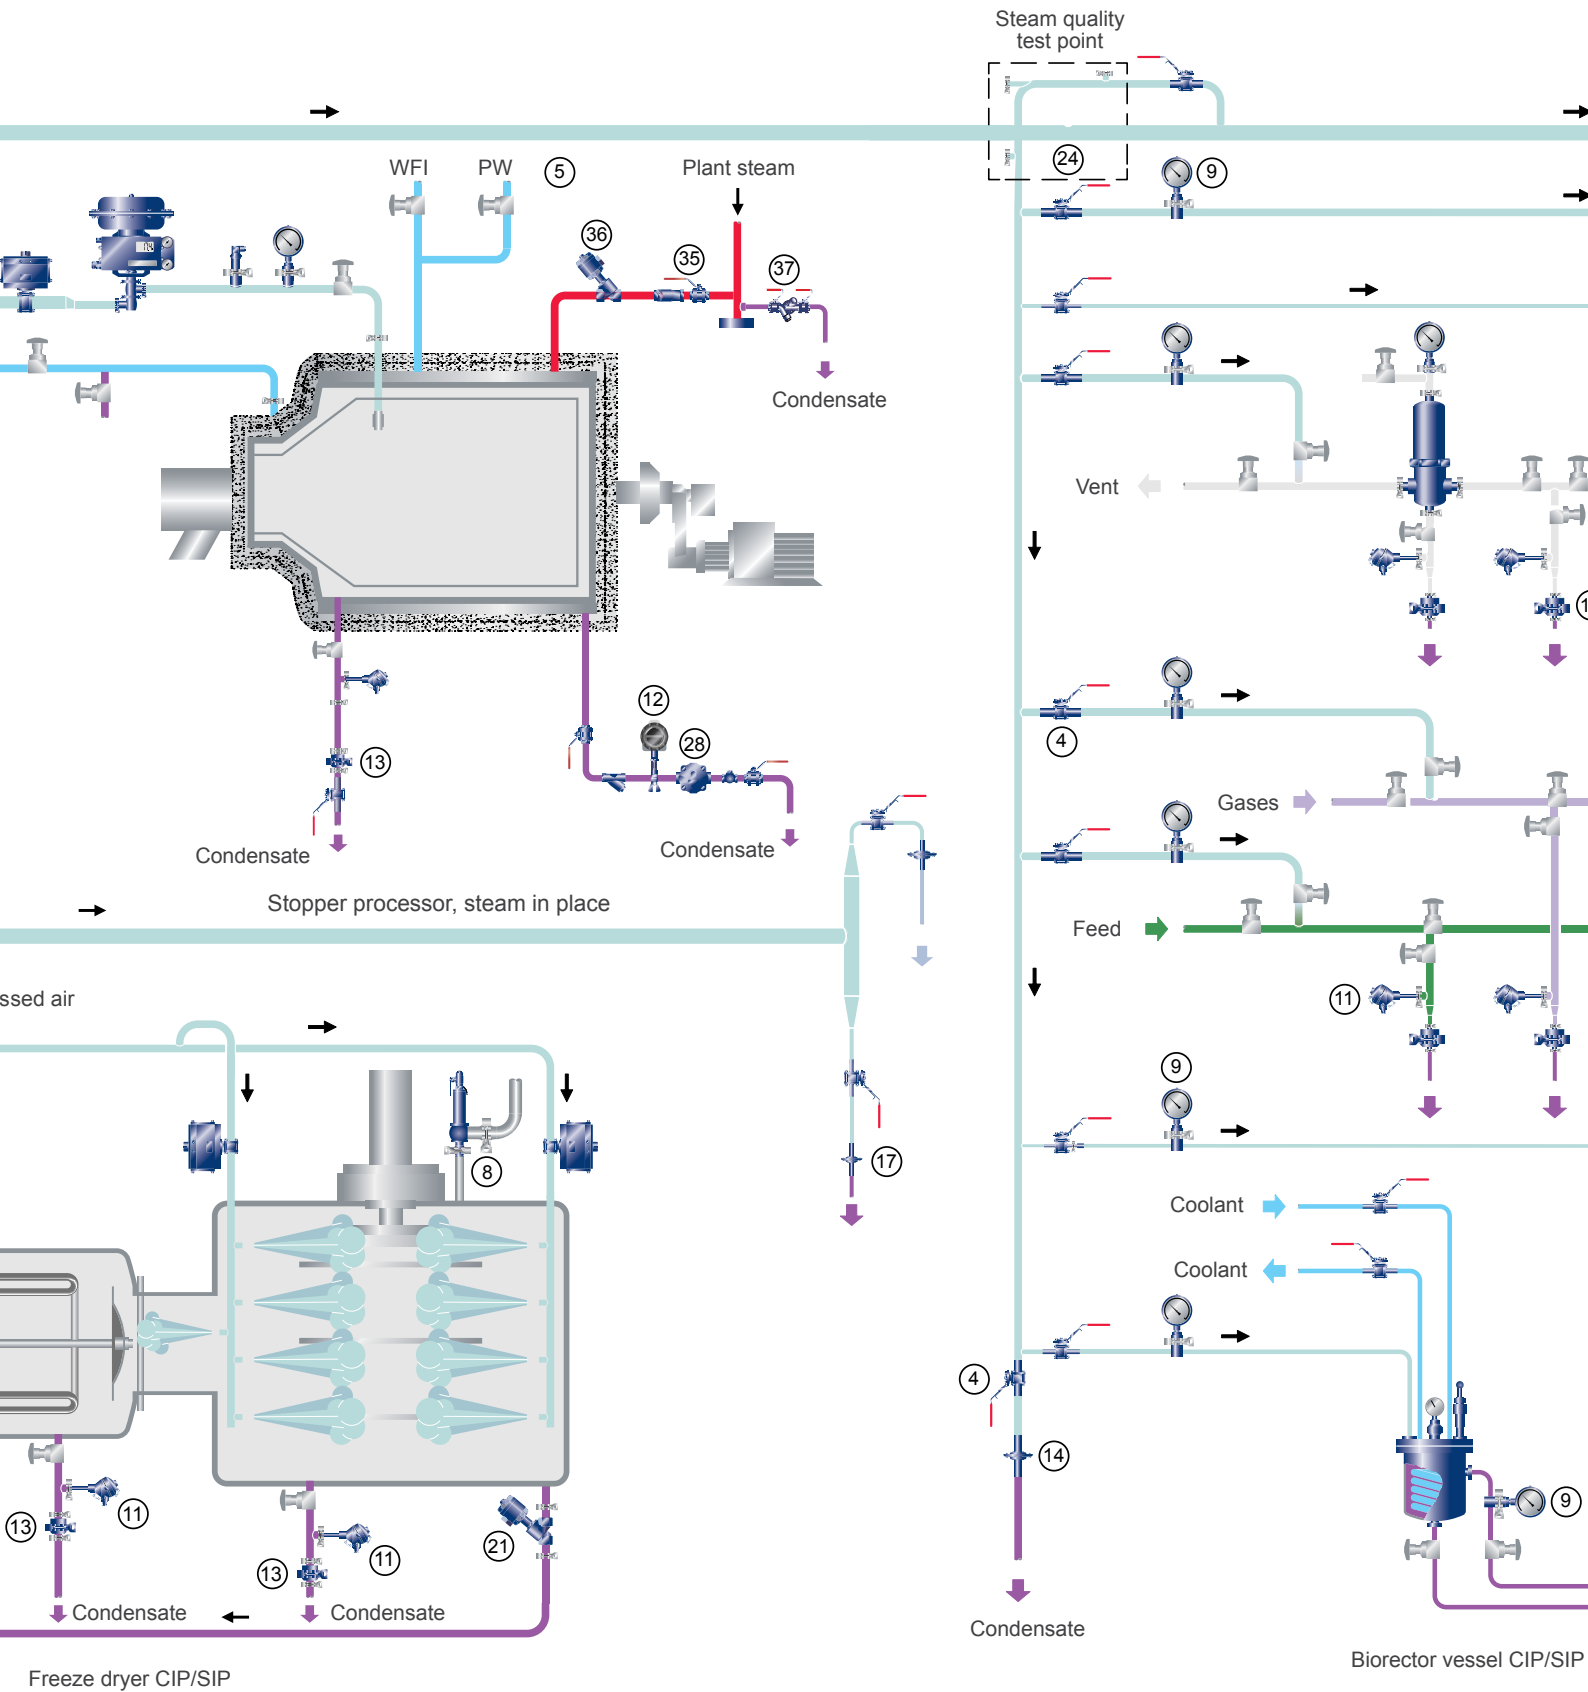 Steam quality
test point
24
WFI
PW
5
Plant steam
9
36
35
37
Condensate
Vent
12
28
13
4
Condensate
Condensate
Gases
Stopper processor, steam in place
Feed
ssed air
11
9
8
17
Coolant
Coolant
4
14
9
11
13
21
11
13
Condensate
Condensate
Condensate
Freeze dryer CIP/SIP
Biorector vessel CIP/SIP